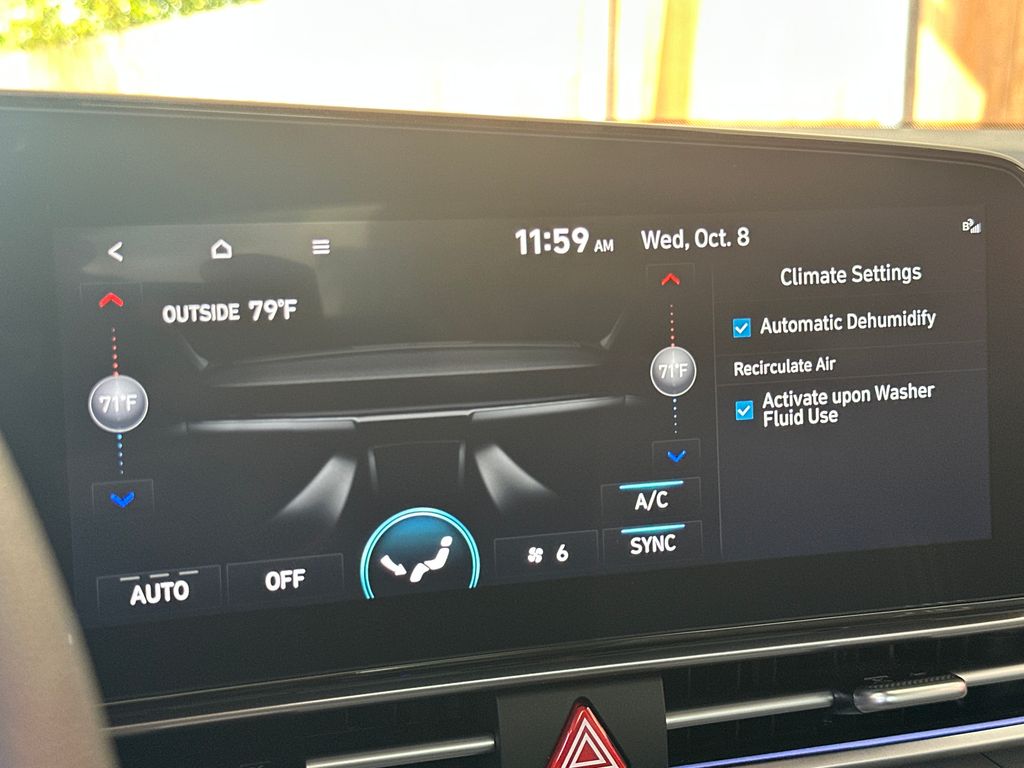 11:59 AM Wed, Oct. 8
B
OUTSIDE 79°F
71°F
71°F
A/C
SYNC
6
OFF
AUTO
Climate Settings
Automatic Dehumidify
Recirculate Air
Activate upon Washer
Fluid Use